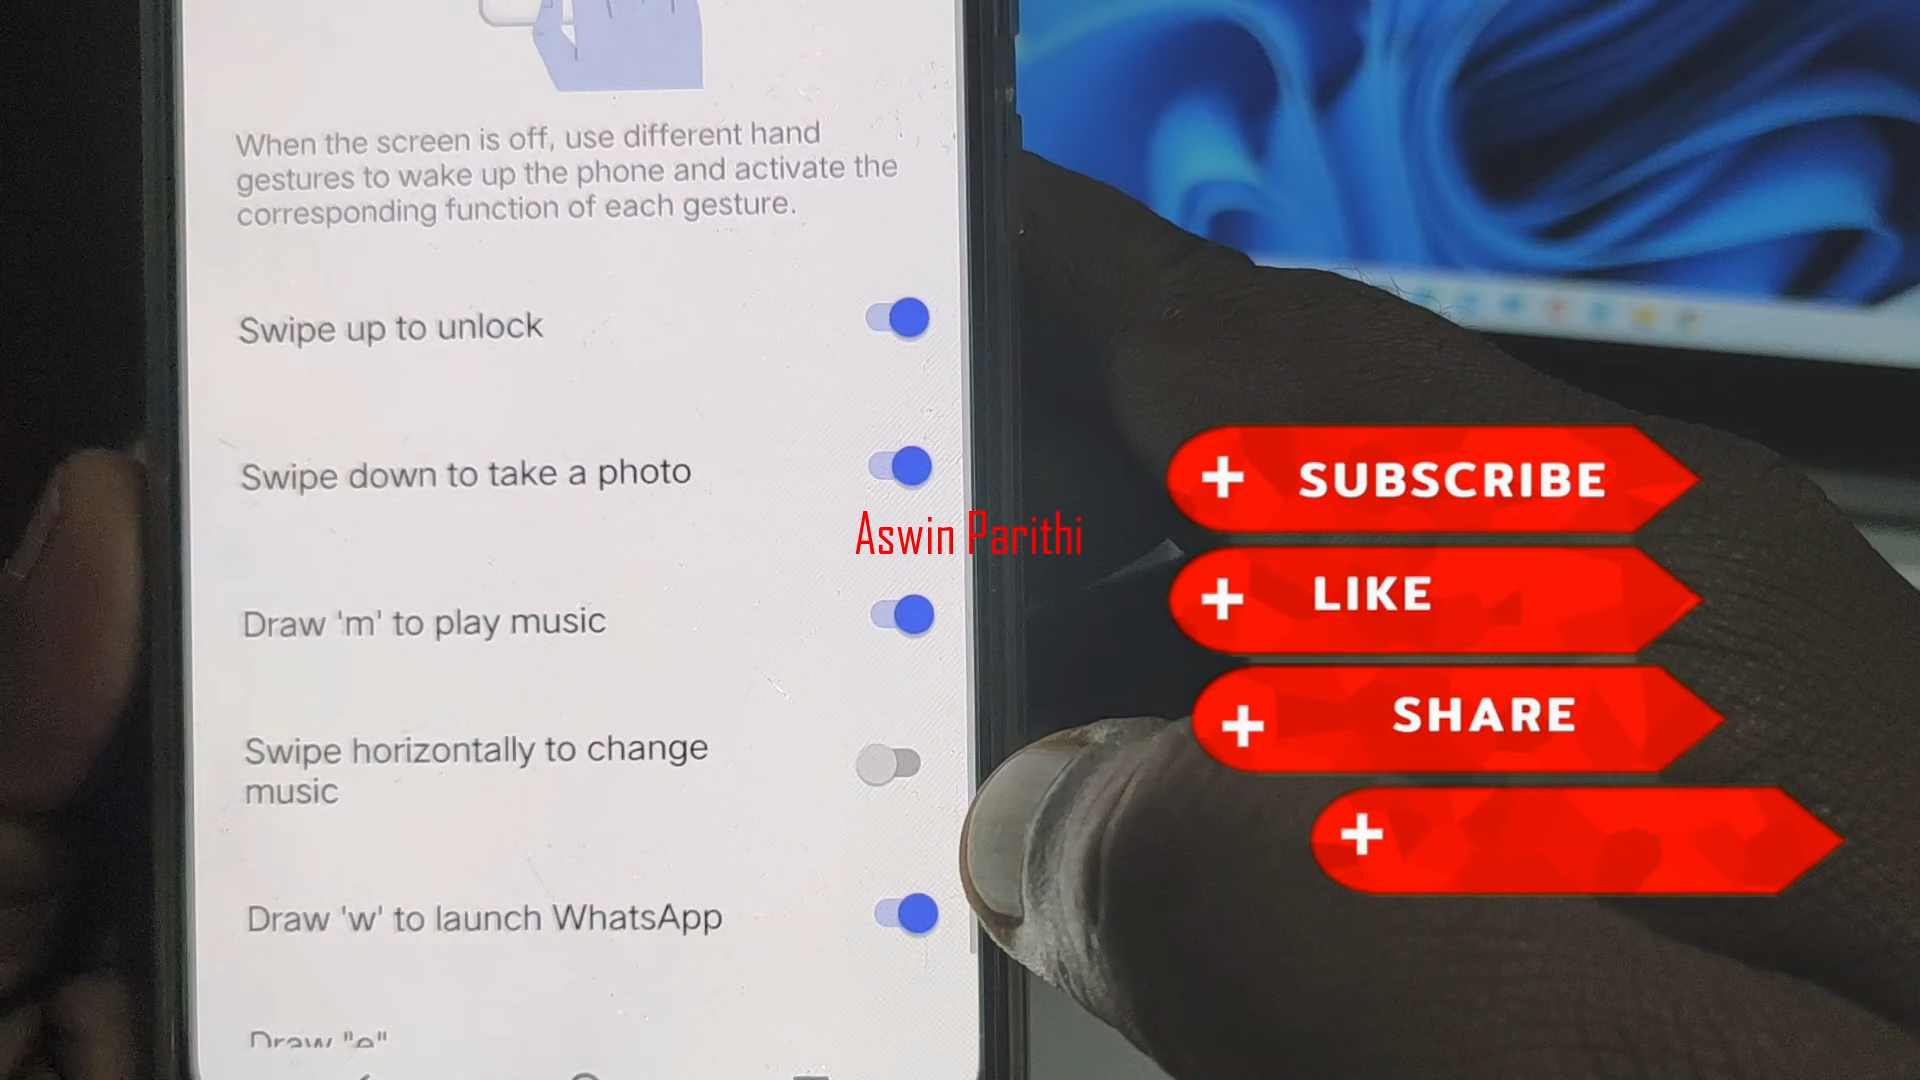 When the screen is off, use different hand
gestures to wake up the phone and activate the
corresponding function of each gesture.
Swipe up to unlock
Swipe down to take a photo
Draw 'm' to play music
Swipe horizontally to change
music
Draw 'w' to launch WhatsApp
Draw "e"
Aswin Parithi
+ SUBSCRIBE
+ LIKE
+ SHARE
+